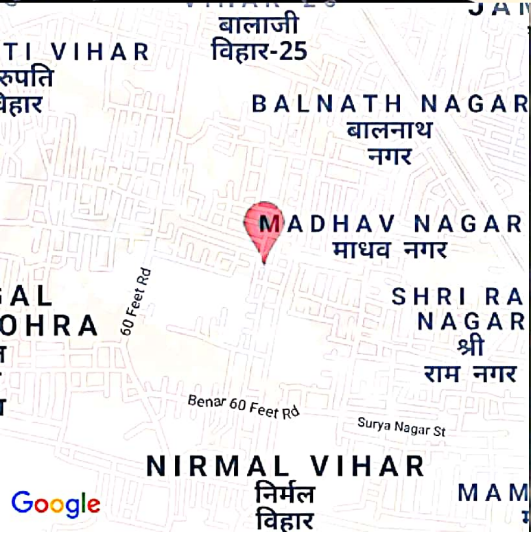 बालाजी
विहार-25
TI VIHAR
BALNATH NAGAR
बालनाथ
नगर
MADHAV NAGAR
माधव नगर
60 Feet Rd
SHRI RA
NAGAR
श्री
राम नगर
OHRA
Benar 60 Feet Rd
Surya Nagar St
NIRMAL VIHAR
निर्मल
विहार
MAM
Google